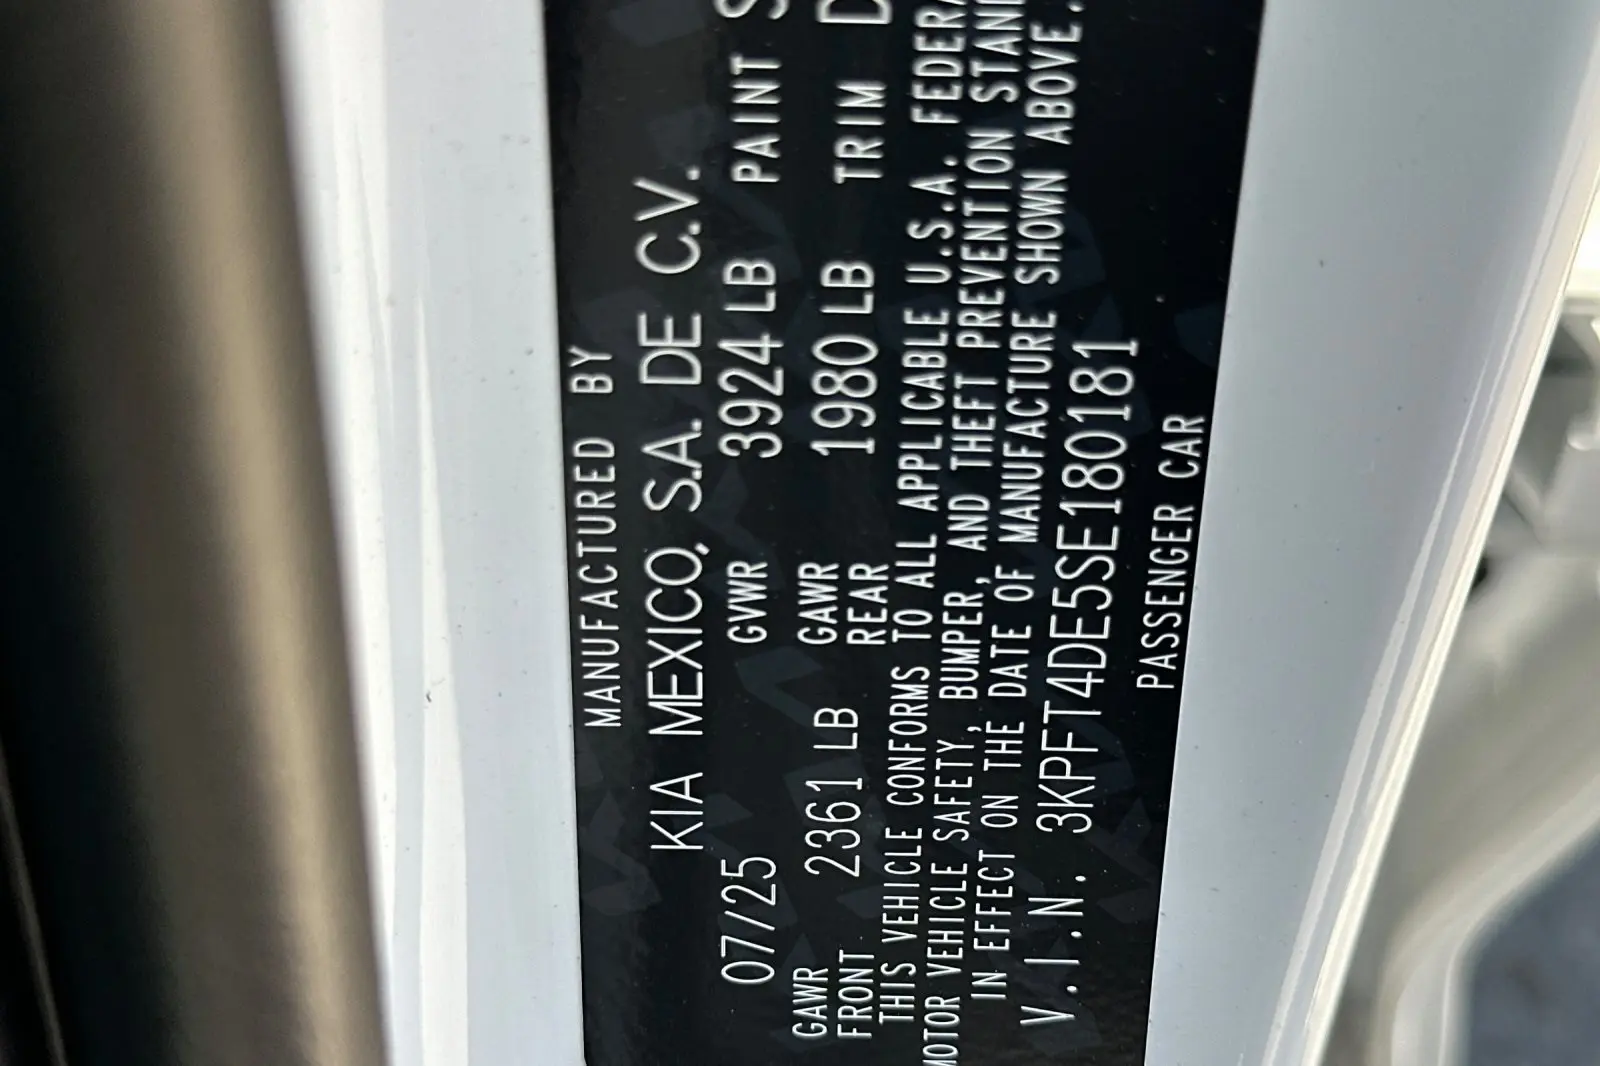 MANUFACTURED BY
KIA MEXICO, S.A. DE C.V.
07/25 GVWR 3924 LB PAINT S
GAWR FRONT 2361 LB GAWR REAR 1980 LB TRIM D
THIS VEHICLE CONFORMS TO ALL APPLICABLE U.S.A. FEDERA
MOTOR VEHICLE SAFETY, BUMPER, AND THEFT PREVENTION STAN
IN EFFECT ON THE DATE OF MANUFACTURE SHOWN ABOVE.
V.I.N. 3KPFT4DE5SE180181
PASSENGER CAR